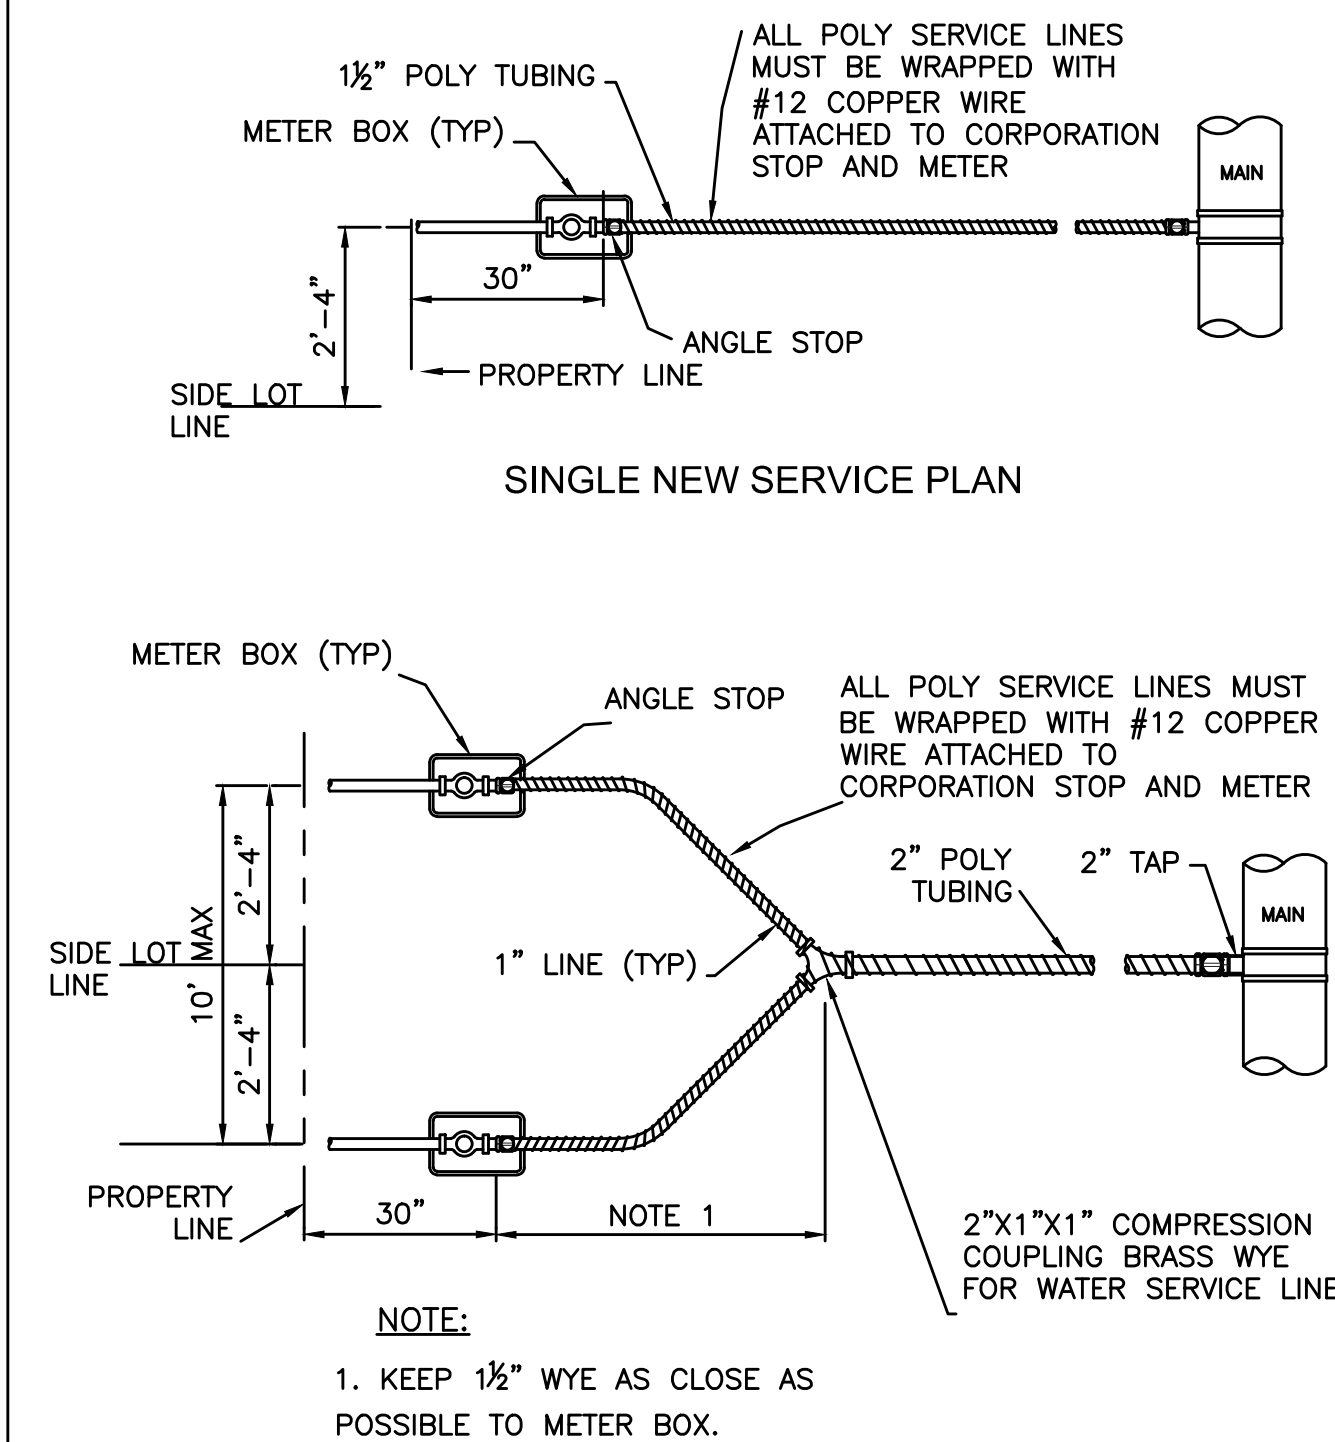 ALL POLY SERVICE LINES
MUST BE WRAPPED WITH
#12 COPPER WIRE
ATTACHED TO CORPORATION
STOP AND METER
1½” POLY TUBING
METER BOX (TYP)
MAIN
30”
2’–4”
ANGLE STOP
PROPERTY LINE
SIDE LOT
LINE
SINGLE NEW SERVICE PLAN
METER BOX (TYP)
ANGLE STOP
ALL POLY SERVICE LINES MUST
BE WRAPPED WITH #12 COPPER
WIRE ATTACHED TO
CORPORATION STOP AND METER
2” POLY
TUBING
2” TAP
MAIN
2’–4”
10’ MAX
SIDE LOT
LINE
1” LINE (TYP)
2’–4”
PROPERTY
LINE
30”
NOTE 1
2”X1”X1” COMPRESSION
COUPLING BRASS WYE
FOR WATER SERVICE LINE
NOTE:
1. KEEP 1½” WYE AS CLOSE AS
POSSIBLE TO METER BOX.